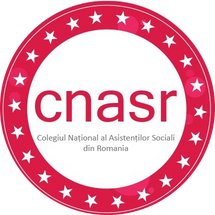 cnasr
Colegiul Național al Asistenților Sociali
din Romania